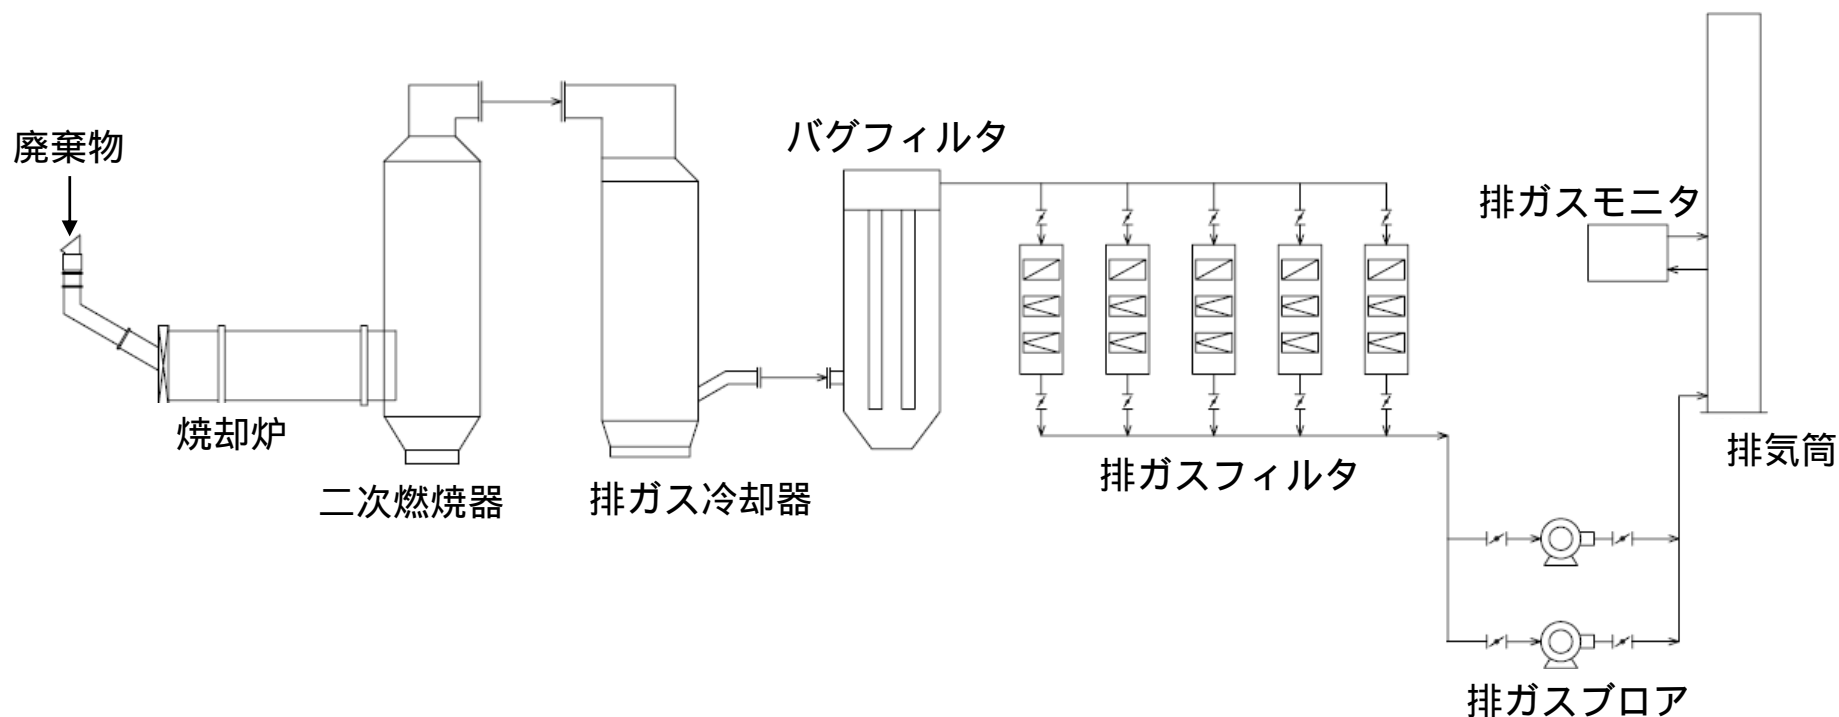 廃棄物
焼却炉
二次燃焼器
排ガス冷却器
バグフィルタ
排ガスフィルタ
排ガスモニタ
排気筒
排ガスブロア